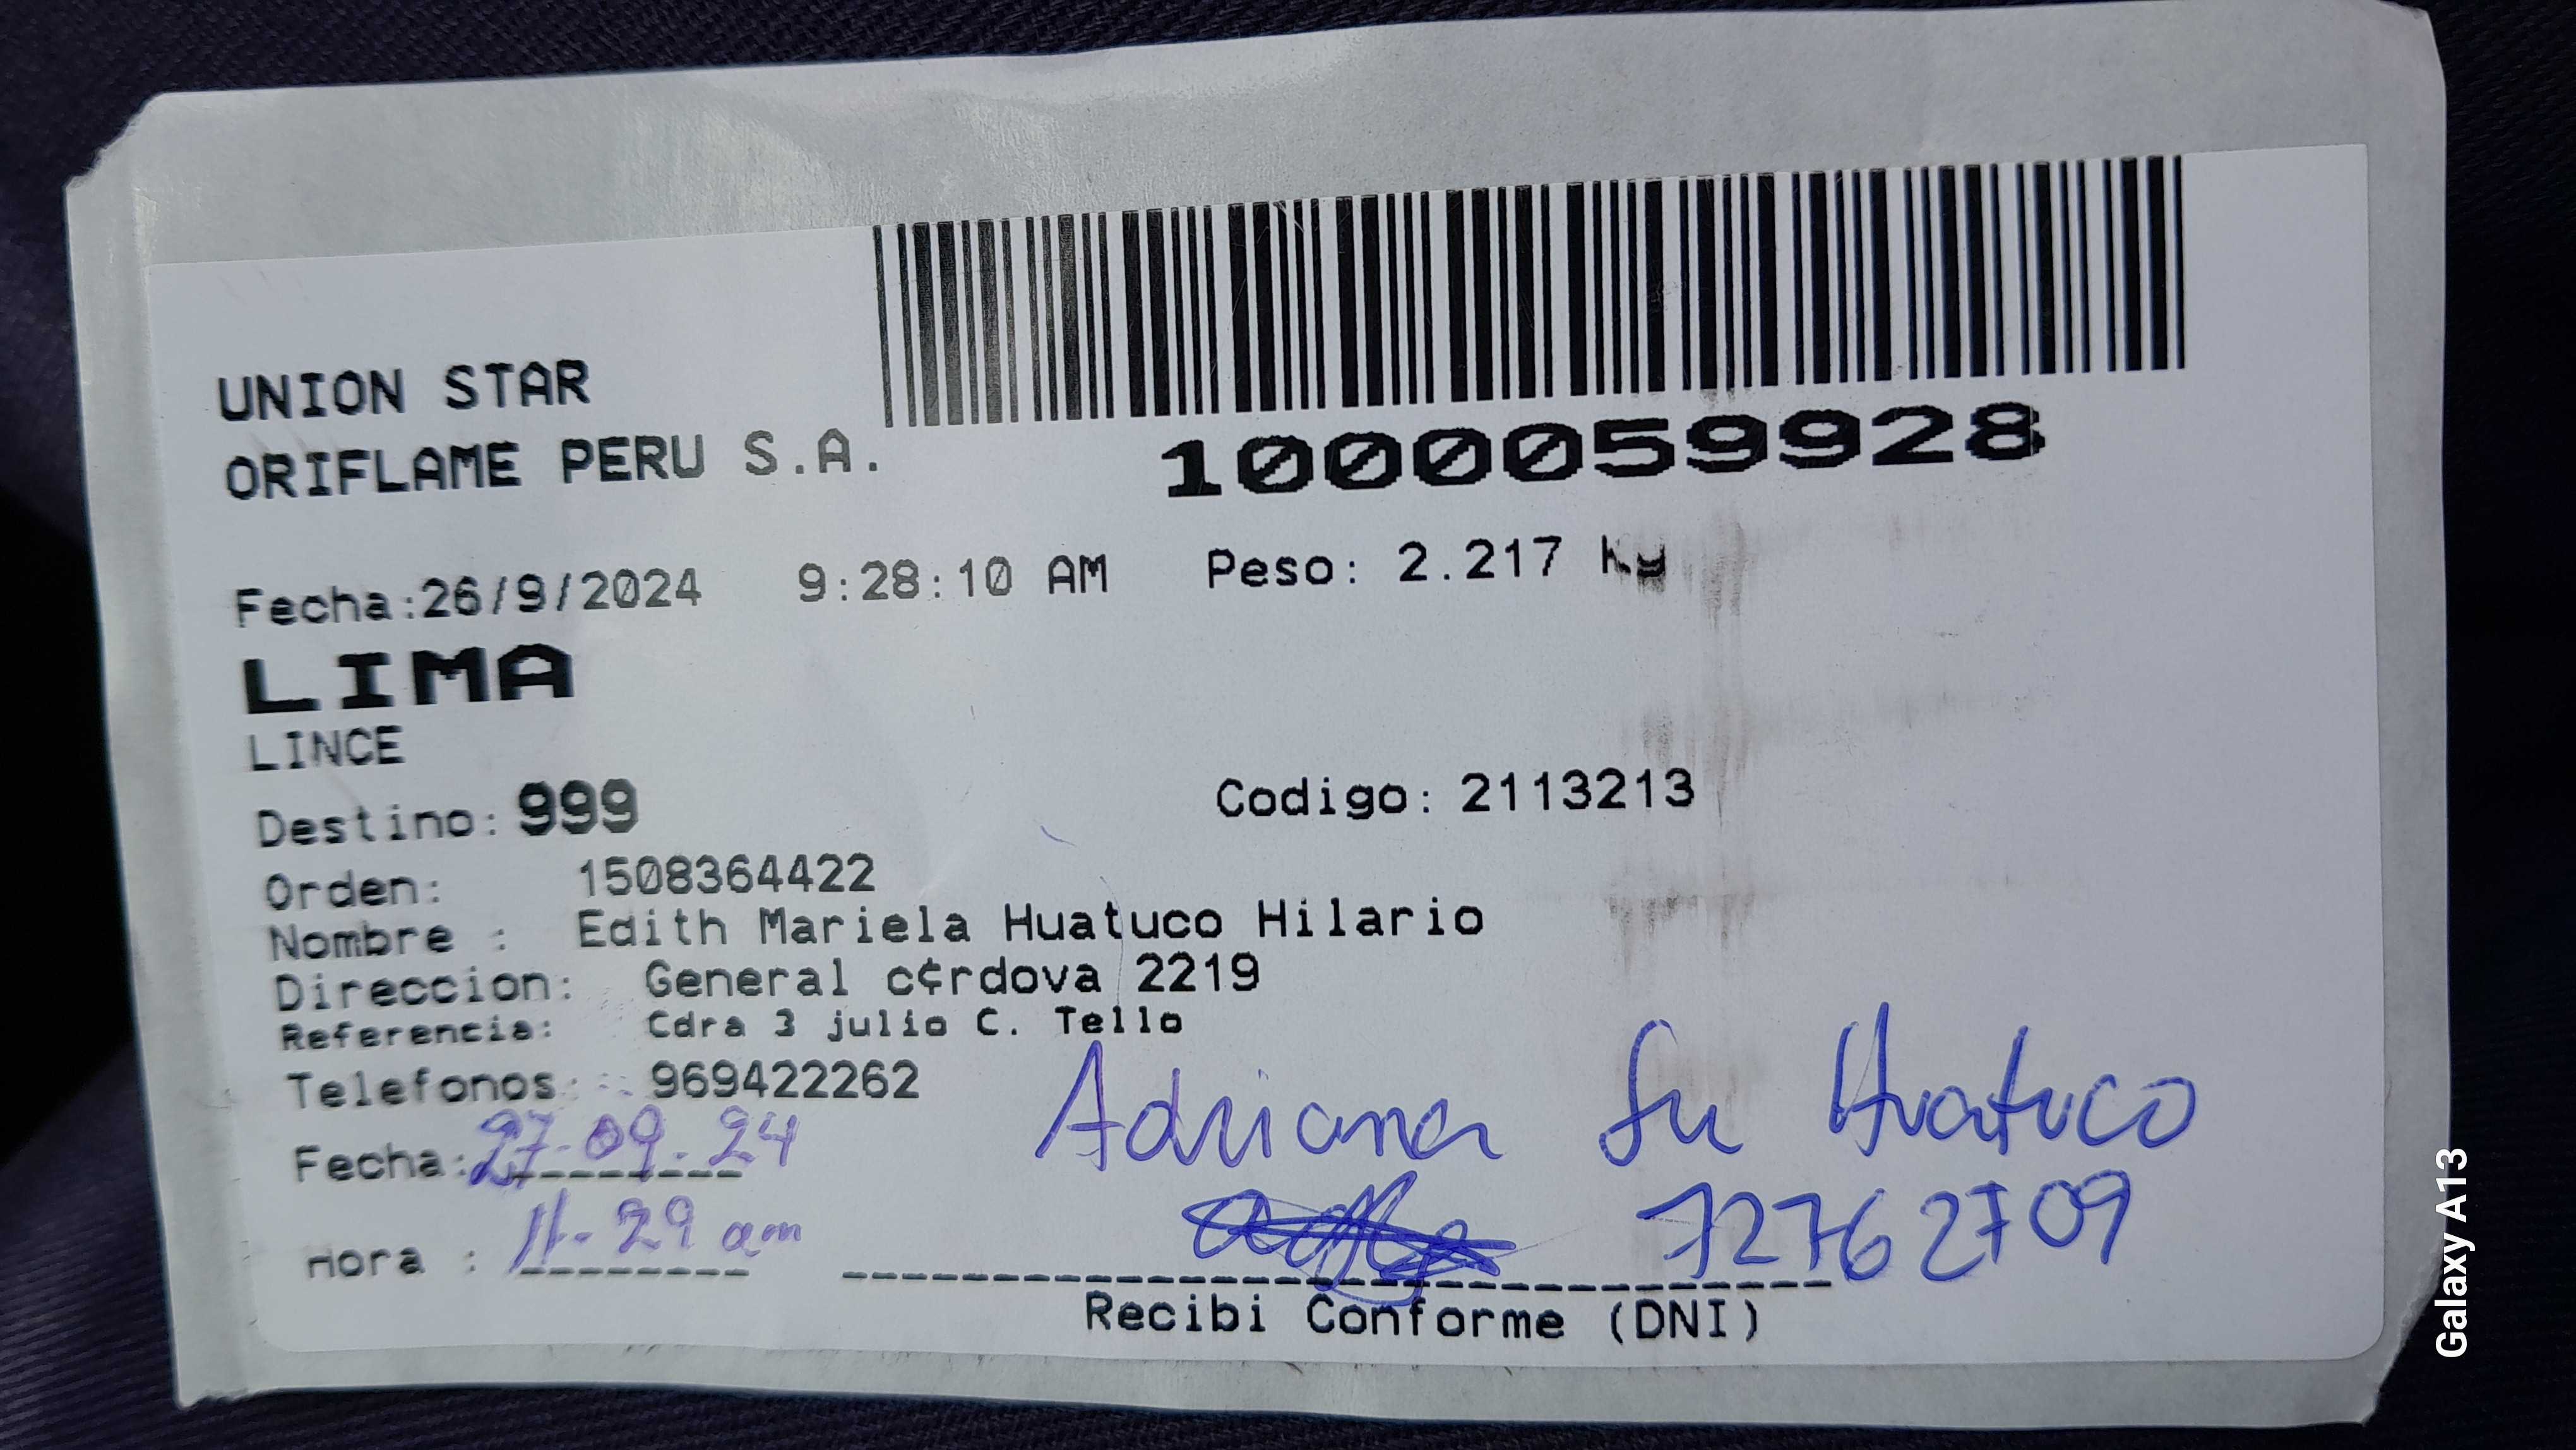 UNION STAR
ORIFLAME PERU S.A.
1000059928
Fecha:26/9/2024 9:28:10 AM Peso: 2.217 Kg
LIMA
LINCE
Destino: 999 Codigo: 2113213
Orden: 1508364422
Nombre : Edith Mariela Huatuco Hilario
Direccion: General c¢rdova 2219
Referencia: Cdra 3 julio C. Tello
Telefonos: 969422262
Fecha: 27-09-24 Adriana Su Huatuco
Hora : 11-29 am 72762709
Recibi Conforme (DNI)
Galaxy A13